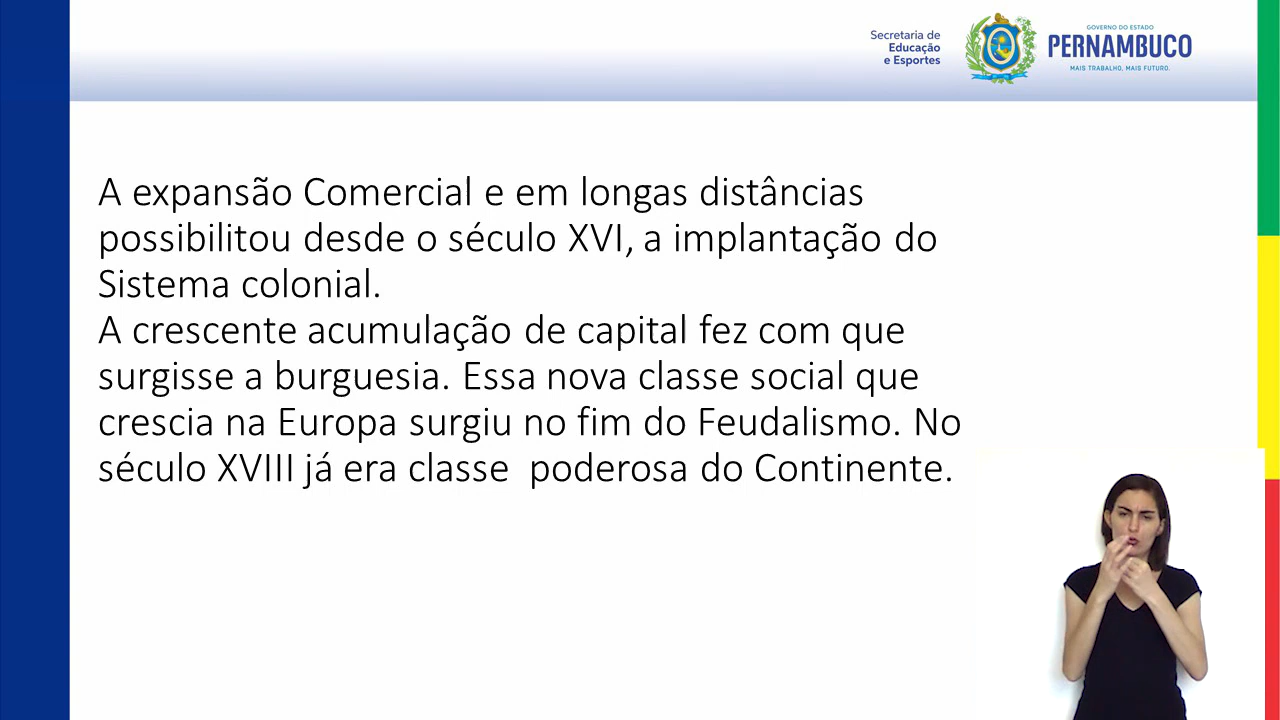 Secretaria de
Educação
e Esportes
GOVERNO DO ESTADO
PERNAMBUCO
MAIS TRABALHO, MAIS FUTURO.
A expansão Comercial e em longas distâncias
possibilitou desde o século XVI, a implantação do
Sistema colonial.
A crescente acumulação de capital fez com que
surgisse a burguesia. Essa nova classe social que
crescia na Europa surgiu no fim do Feudalismo. No
século XVIII já era classe  poderosa do Continente.